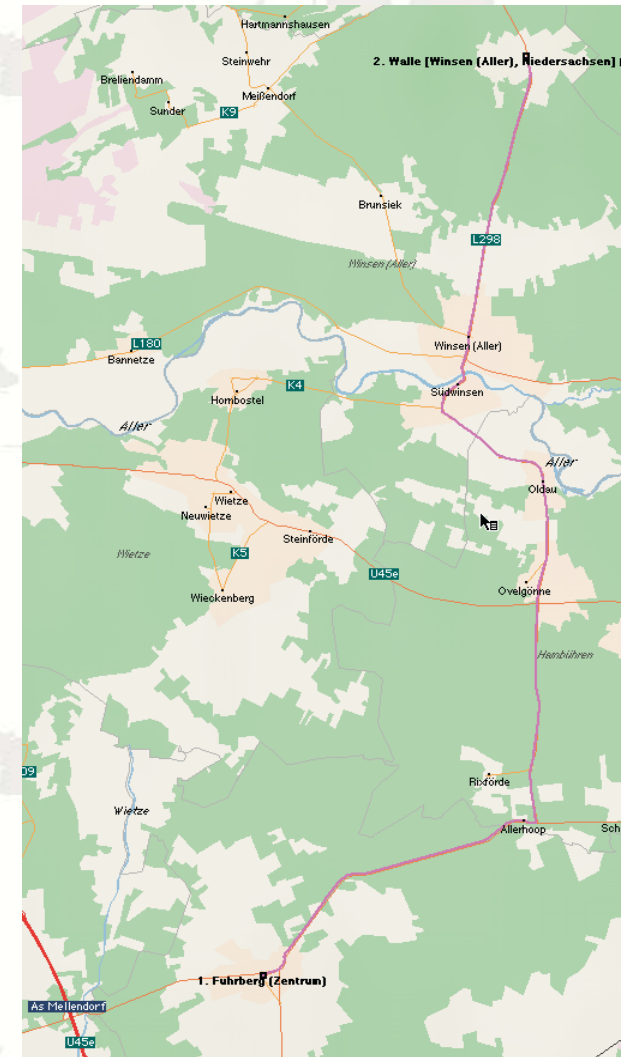 Hartmannshausen
Steinwehr
2. Walle [Winsen (Aller), Niedersachsen]
Breliendamm
Meißendorf
Sunder
K9
Brunsiek
L298
Winsen (Aller)
L180
Winsen (Aller)
Bannetze
K4
Südwinsen
Hornbostel
Aller
Aller
Oldau
Wietze
Neuwietze
Steinförde
Wietze
K5
U45e
Ovelgönne
Wieckenberg
Hambühren
09
Rixförde
Wietze
Allerhoop
Sch
1. Fuhrberg (Zentrum)
As Mellendorf
U45e